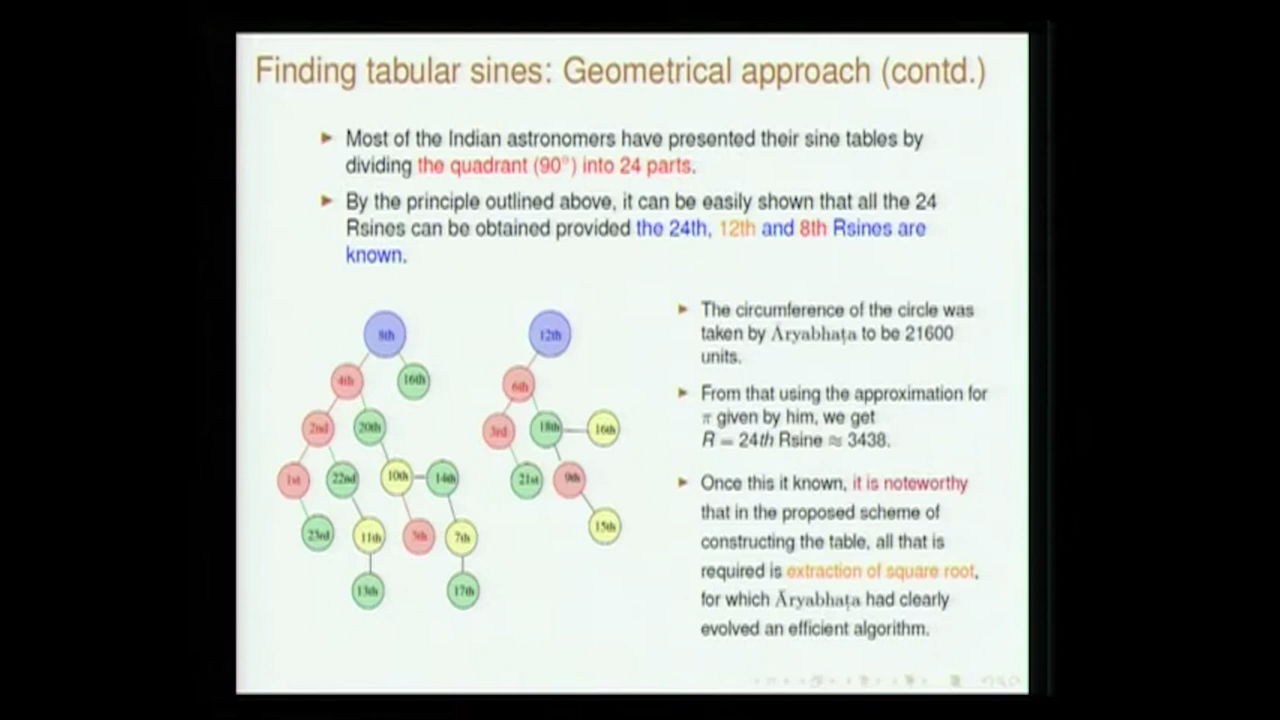 Finding tabular sines: Geometrical approach (contd.)
Most of the Indian astronomers have presented their sine tables by
dividing the quadrant (90°) into 24 parts.
By the principle outlined above, it can be easily shown that all the 24
Rsines can be obtained provided the 24th, 12th and 8th Rsines are
known.
8th
4th 16th
2nd 20th
1st 22nd 10th 14th
23rd 11th 5th 7th
13th 17th
12th
6th
3rd 18th 16th
21st 9th
15th
The circumference of the circle was
taken by Āryabhaṭa to be 21600
units.
From that using the approximation for
π given by him, we get
R = 24th Rsine ≈ 3438.
Once this it known, it is noteworthy
that in the proposed scheme of
constructing the table, all that is
required is extraction of square root,
for which Āryabhaṭa had clearly
evolved an efficient algorithm.